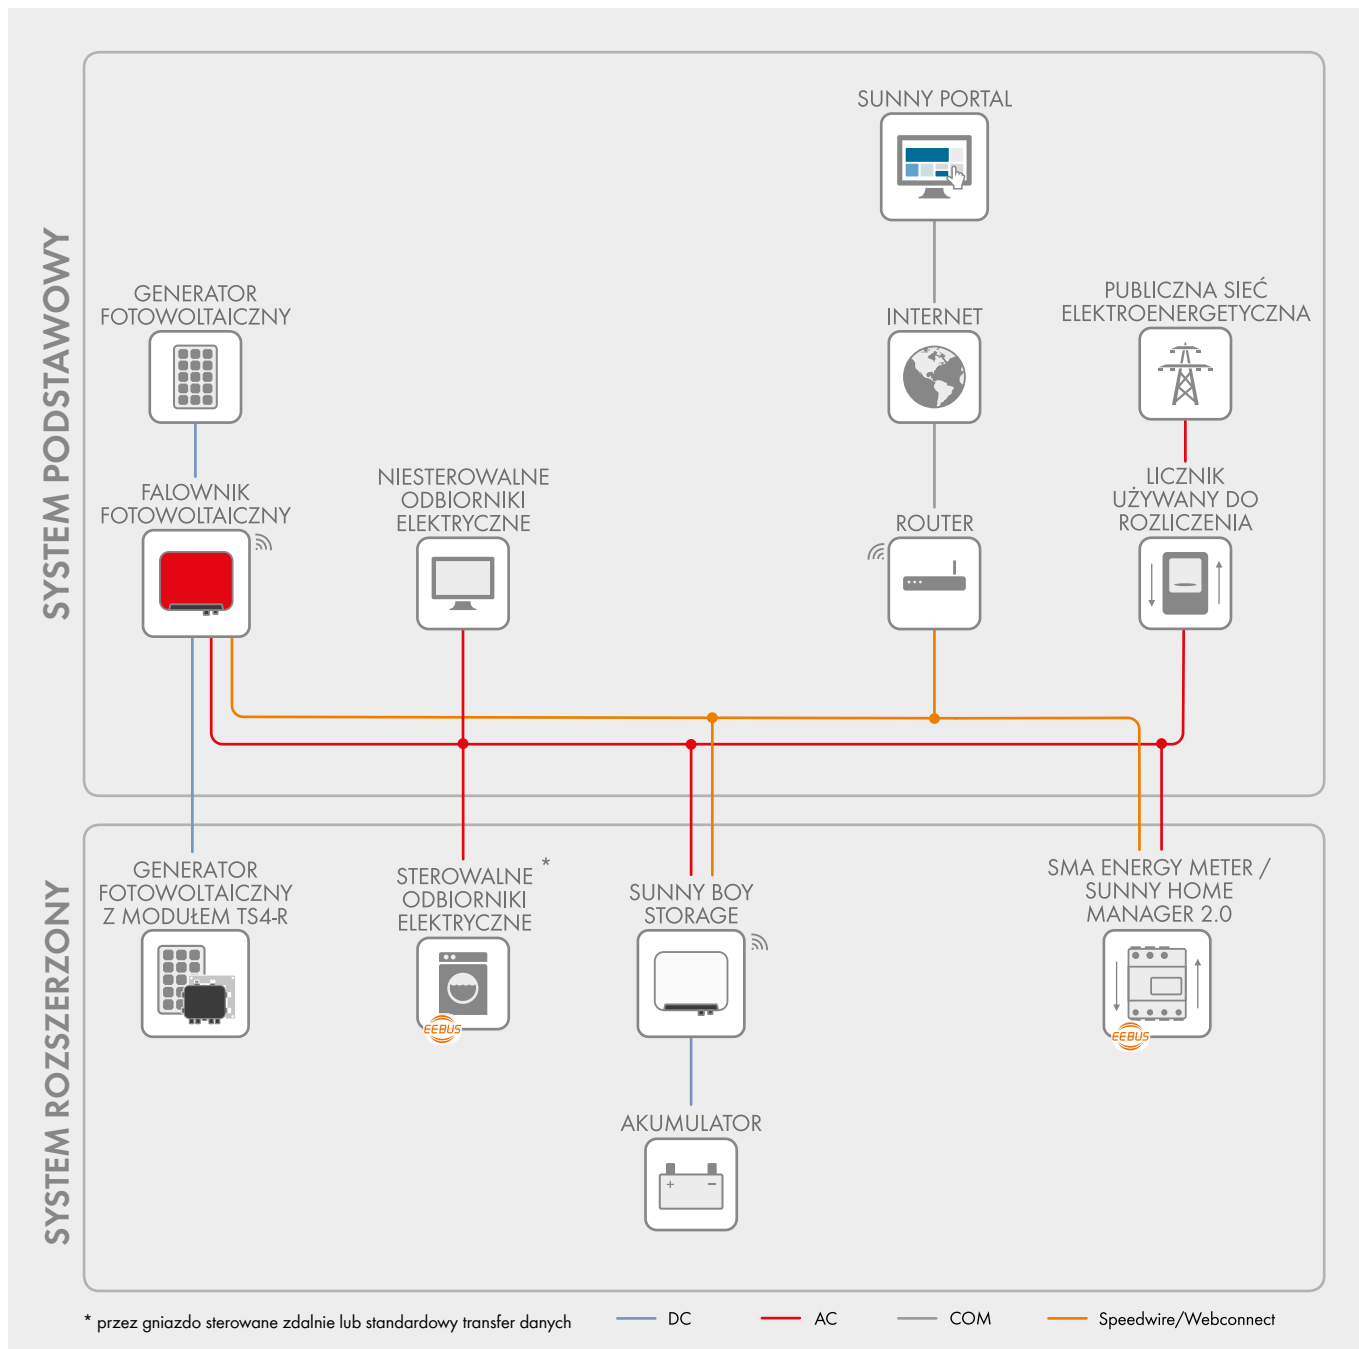 SYSTEM PODSTAWOWY
SUNNY PORTAL
GENERATOR
FOTOWOLTAICZNY
INTERNET
PUBLICZNA SIEĆ
ELEKTROENERGETYCZNA
FALOWNIK
FOTOWOLTAICZNY
NIESTEROWALNE
ODBIORNIKI
ELEKTRYCZNE
ROUTER
LICZNIK
UŻYWANY DO
ROZLICZENIA
SYSTEM ROZSZERZONY
GENERATOR
FOTOWOLTAICZNY
Z MODUŁEM TS4-R
STEROWALNE *
ODBIORNIKI
ELEKTRYCZNE
EEBUS
SUNNY BOY
STORAGE
SMA ENERGY METER /
SUNNY HOME
MANAGER 2.0
EEBUS
AKUMULATOR
+ −
* przez gniazdo sterowane zdalnie lub standardowy transfer danych
DC
AC
COM
Speedwire/Webconnect